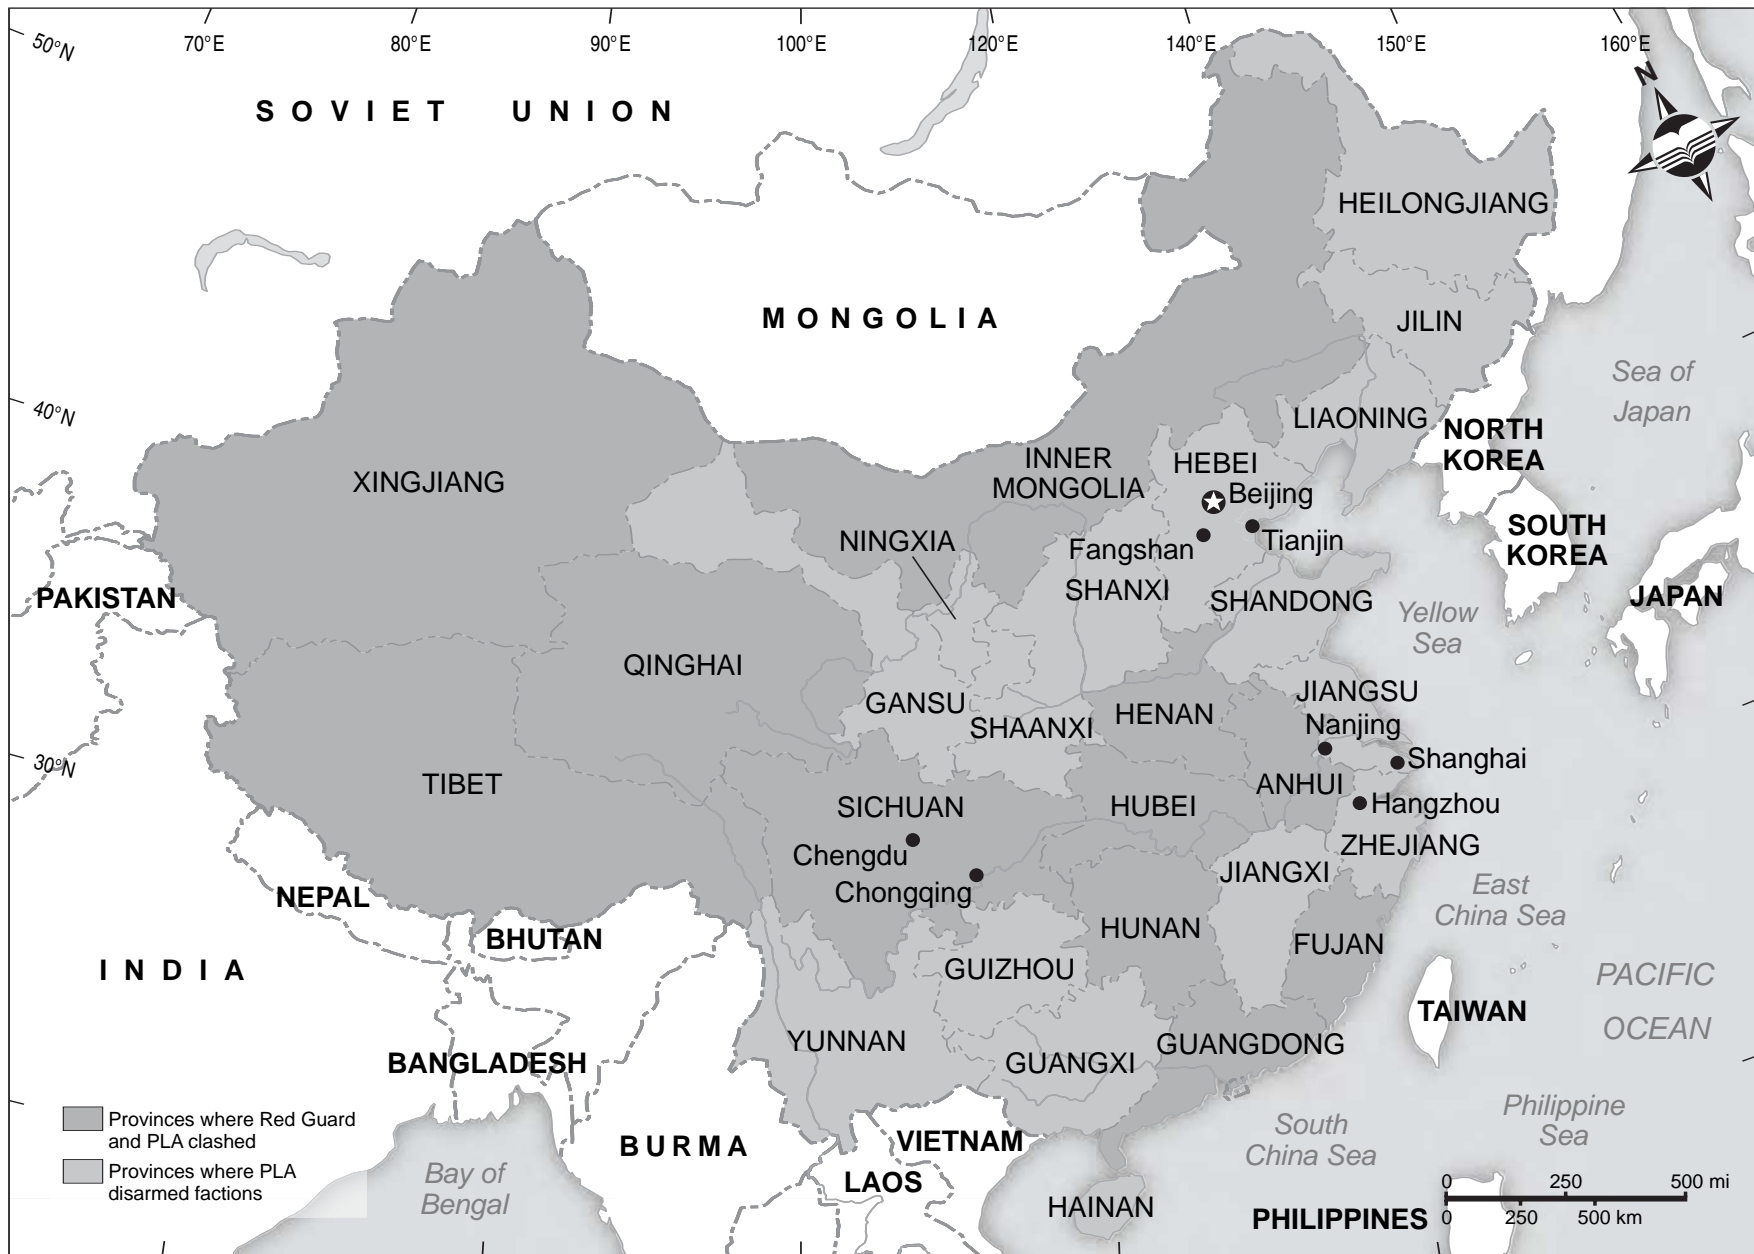 70°E
80°E
90°E
100°E
120°E
140°E
150°E
160°E
50°N
N
SOVIET UNION
HEILONGJIANG
MONGOLIA
JILIN
Sea of
Japan
40°N
LIAONING
NORTH
KOREA
INNER
MONGOLIA
HEBEI
Beijing
XINGJIANG
SOUTH
KOREA
NINGXIA
Fangshan
Tianjin
SHANXI
SHANDONG
PAKISTAN
JAPAN
Yellow
Sea
QINGHAI
GANSU
SHAANXI
HENAN
JIANGSU
Nanjing
Shanghai
30°N
TIBET
SICHUAN
HUBEI
ANHUI
Hangzhou
Chengdu
Chongqing
ZHEJIANG
JIANGXI
NEPAL
BHUTAN
East
China Sea
HUNAN
FUJAN
INDIA
GUIZHOU
PACIFIC
OCEAN
TAIWAN
YUNNAN
GUANGXI
GUANGDONG
BANGLADESH
Provinces where Red Guard
and PLA clashed
Provinces where PLA
disarmed factions
BURMA
VIETNAM
LAOS
South
China Sea
Philippine
Sea
Bay of
Bengal
HAINAN
PHILIPPINES
0 250 500 mi
0 250 500 km